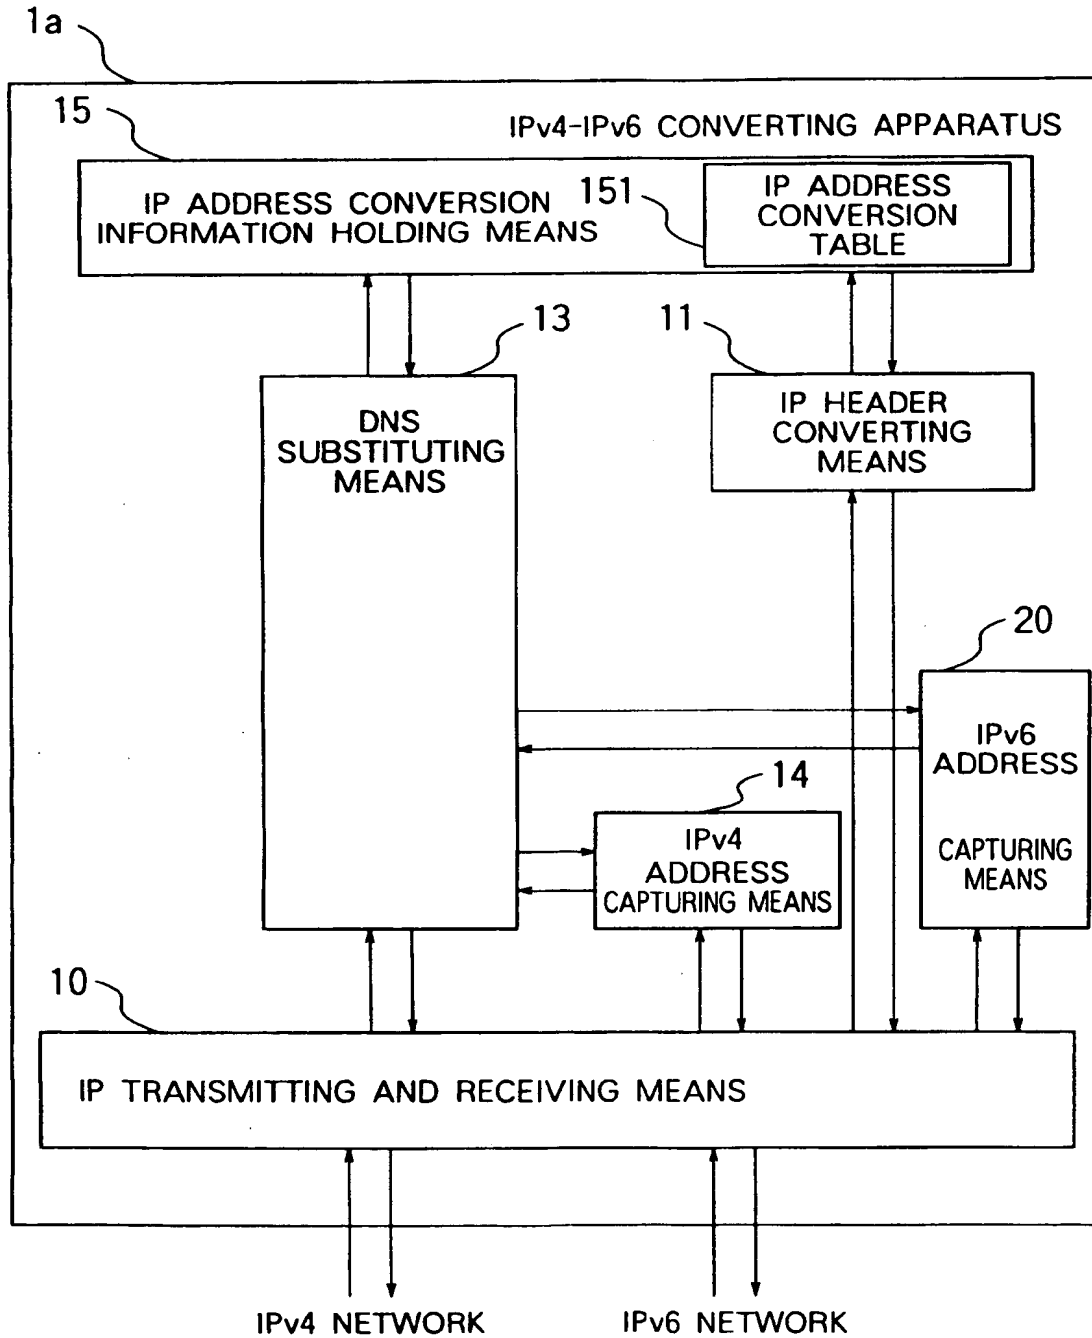 1a
15
IPv4-IPv6 CONVERTING APPARATUS
IP ADDRESS CONVERSION
INFORMATION HOLDING MEANS
151
IP ADDRESS
CONVERSION
TABLE
13
11
DNS
SUBSTITUTING
MEANS
IP HEADER
CONVERTING
MEANS
20
IPv6
ADDRESS
CAPTURING
MEANS
14
IPv4
ADDRESS
CAPTURING MEANS
10
IP TRANSMITTING AND RECEIVING MEANS
IPv4 NETWORK
IPv6 NETWORK